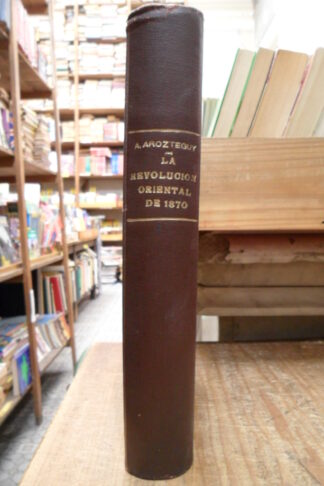 A. AROZTEGUY
LA
REVOLUCION
ORIENTAL
DE 1870